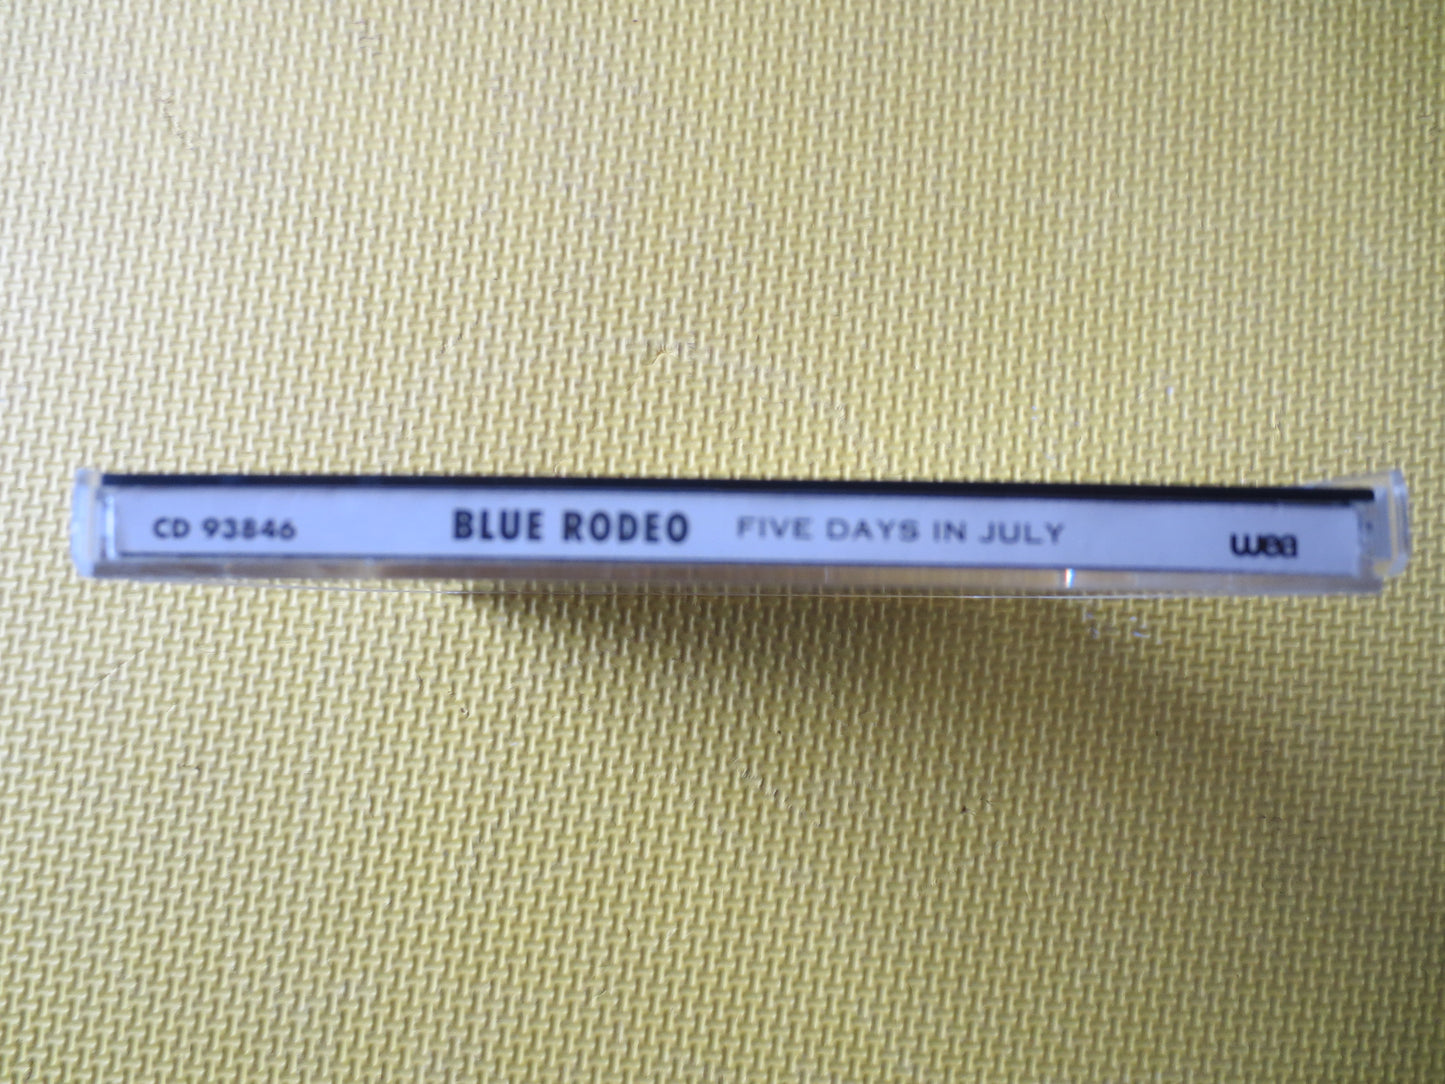 CD 93846 BLUE RODEO FIVE DAYS IN JULY wea